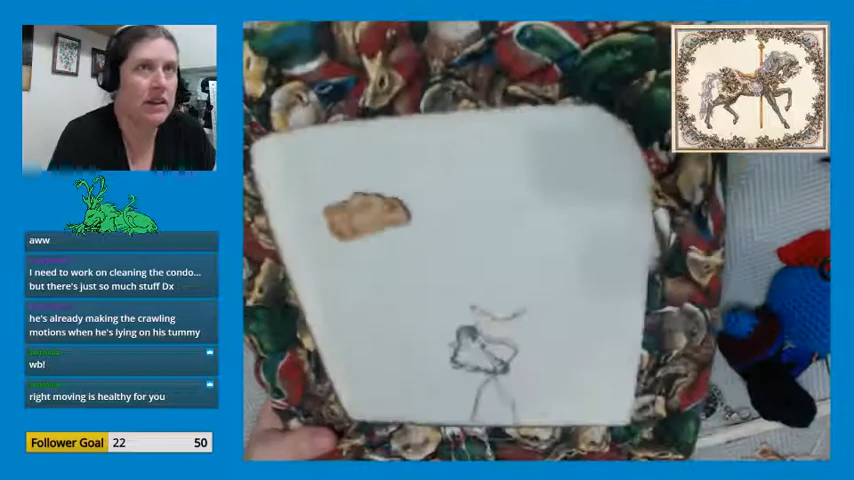 aww
I need to work on cleaning the condo...
but there's just so much stuff Dx
he's already making the crawling
motions when he's lying on his tummy
wb!
right moving is healthy for you
Follower Goal 22 50